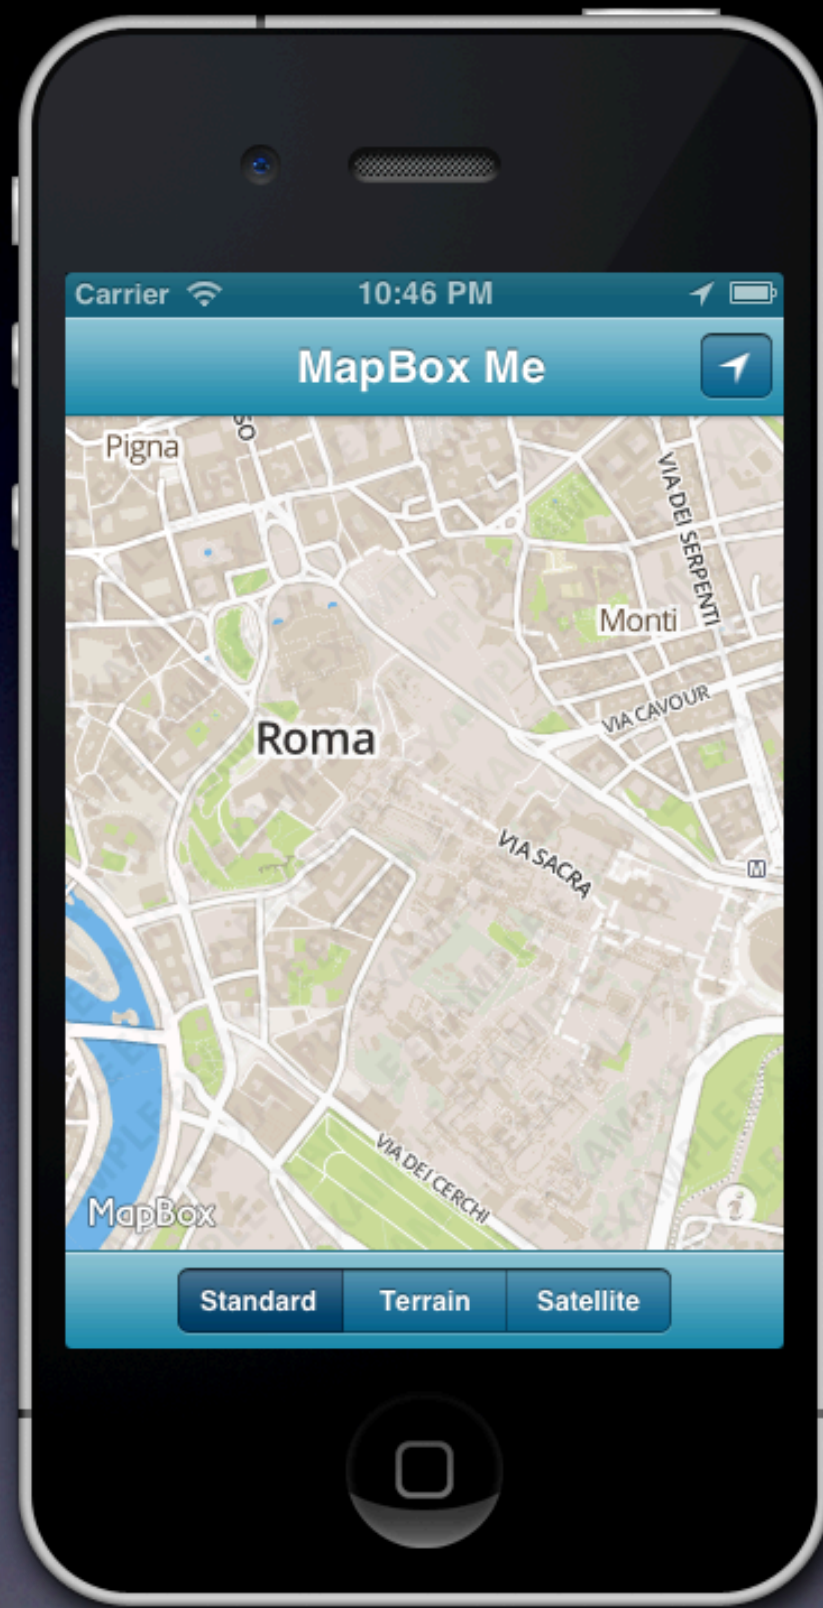 Carrier 10:46 PM
MapBox Me
Pigna
SO
VIA DEI SERPENTI
Monti
VIA CAVOUR
Roma
VIA SACRA
M
VIA DEI CERCHI
MapBox
i
Standard Terrain Satellite